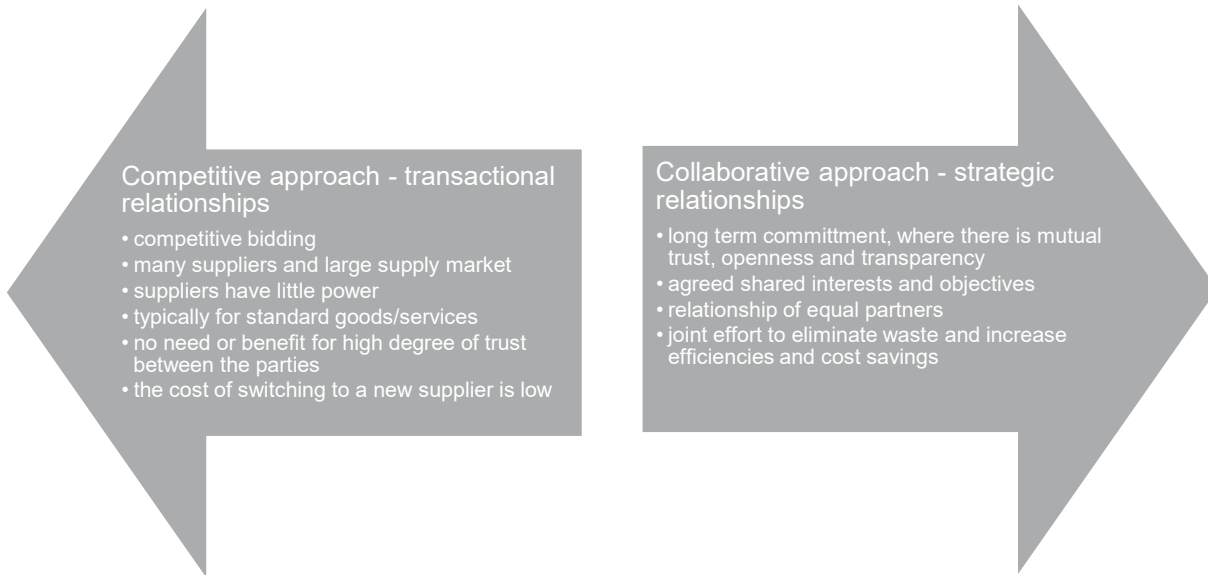 Competitive approach - transactional
relationships
• competitive bidding
• many suppliers and large supply market
• suppliers have little power
• typically for standard goods/services
• no need or benefit for high degree of trust
between the parties
• the cost of switching to a new supplier is low
Collaborative approach - strategic
relationships
• long term committment, where there is mutual
trust, openness and transparency
• agreed shared interests and objectives
• relationship of equal partners
• joint effort to eliminate waste and increase
efficiencies and cost savings